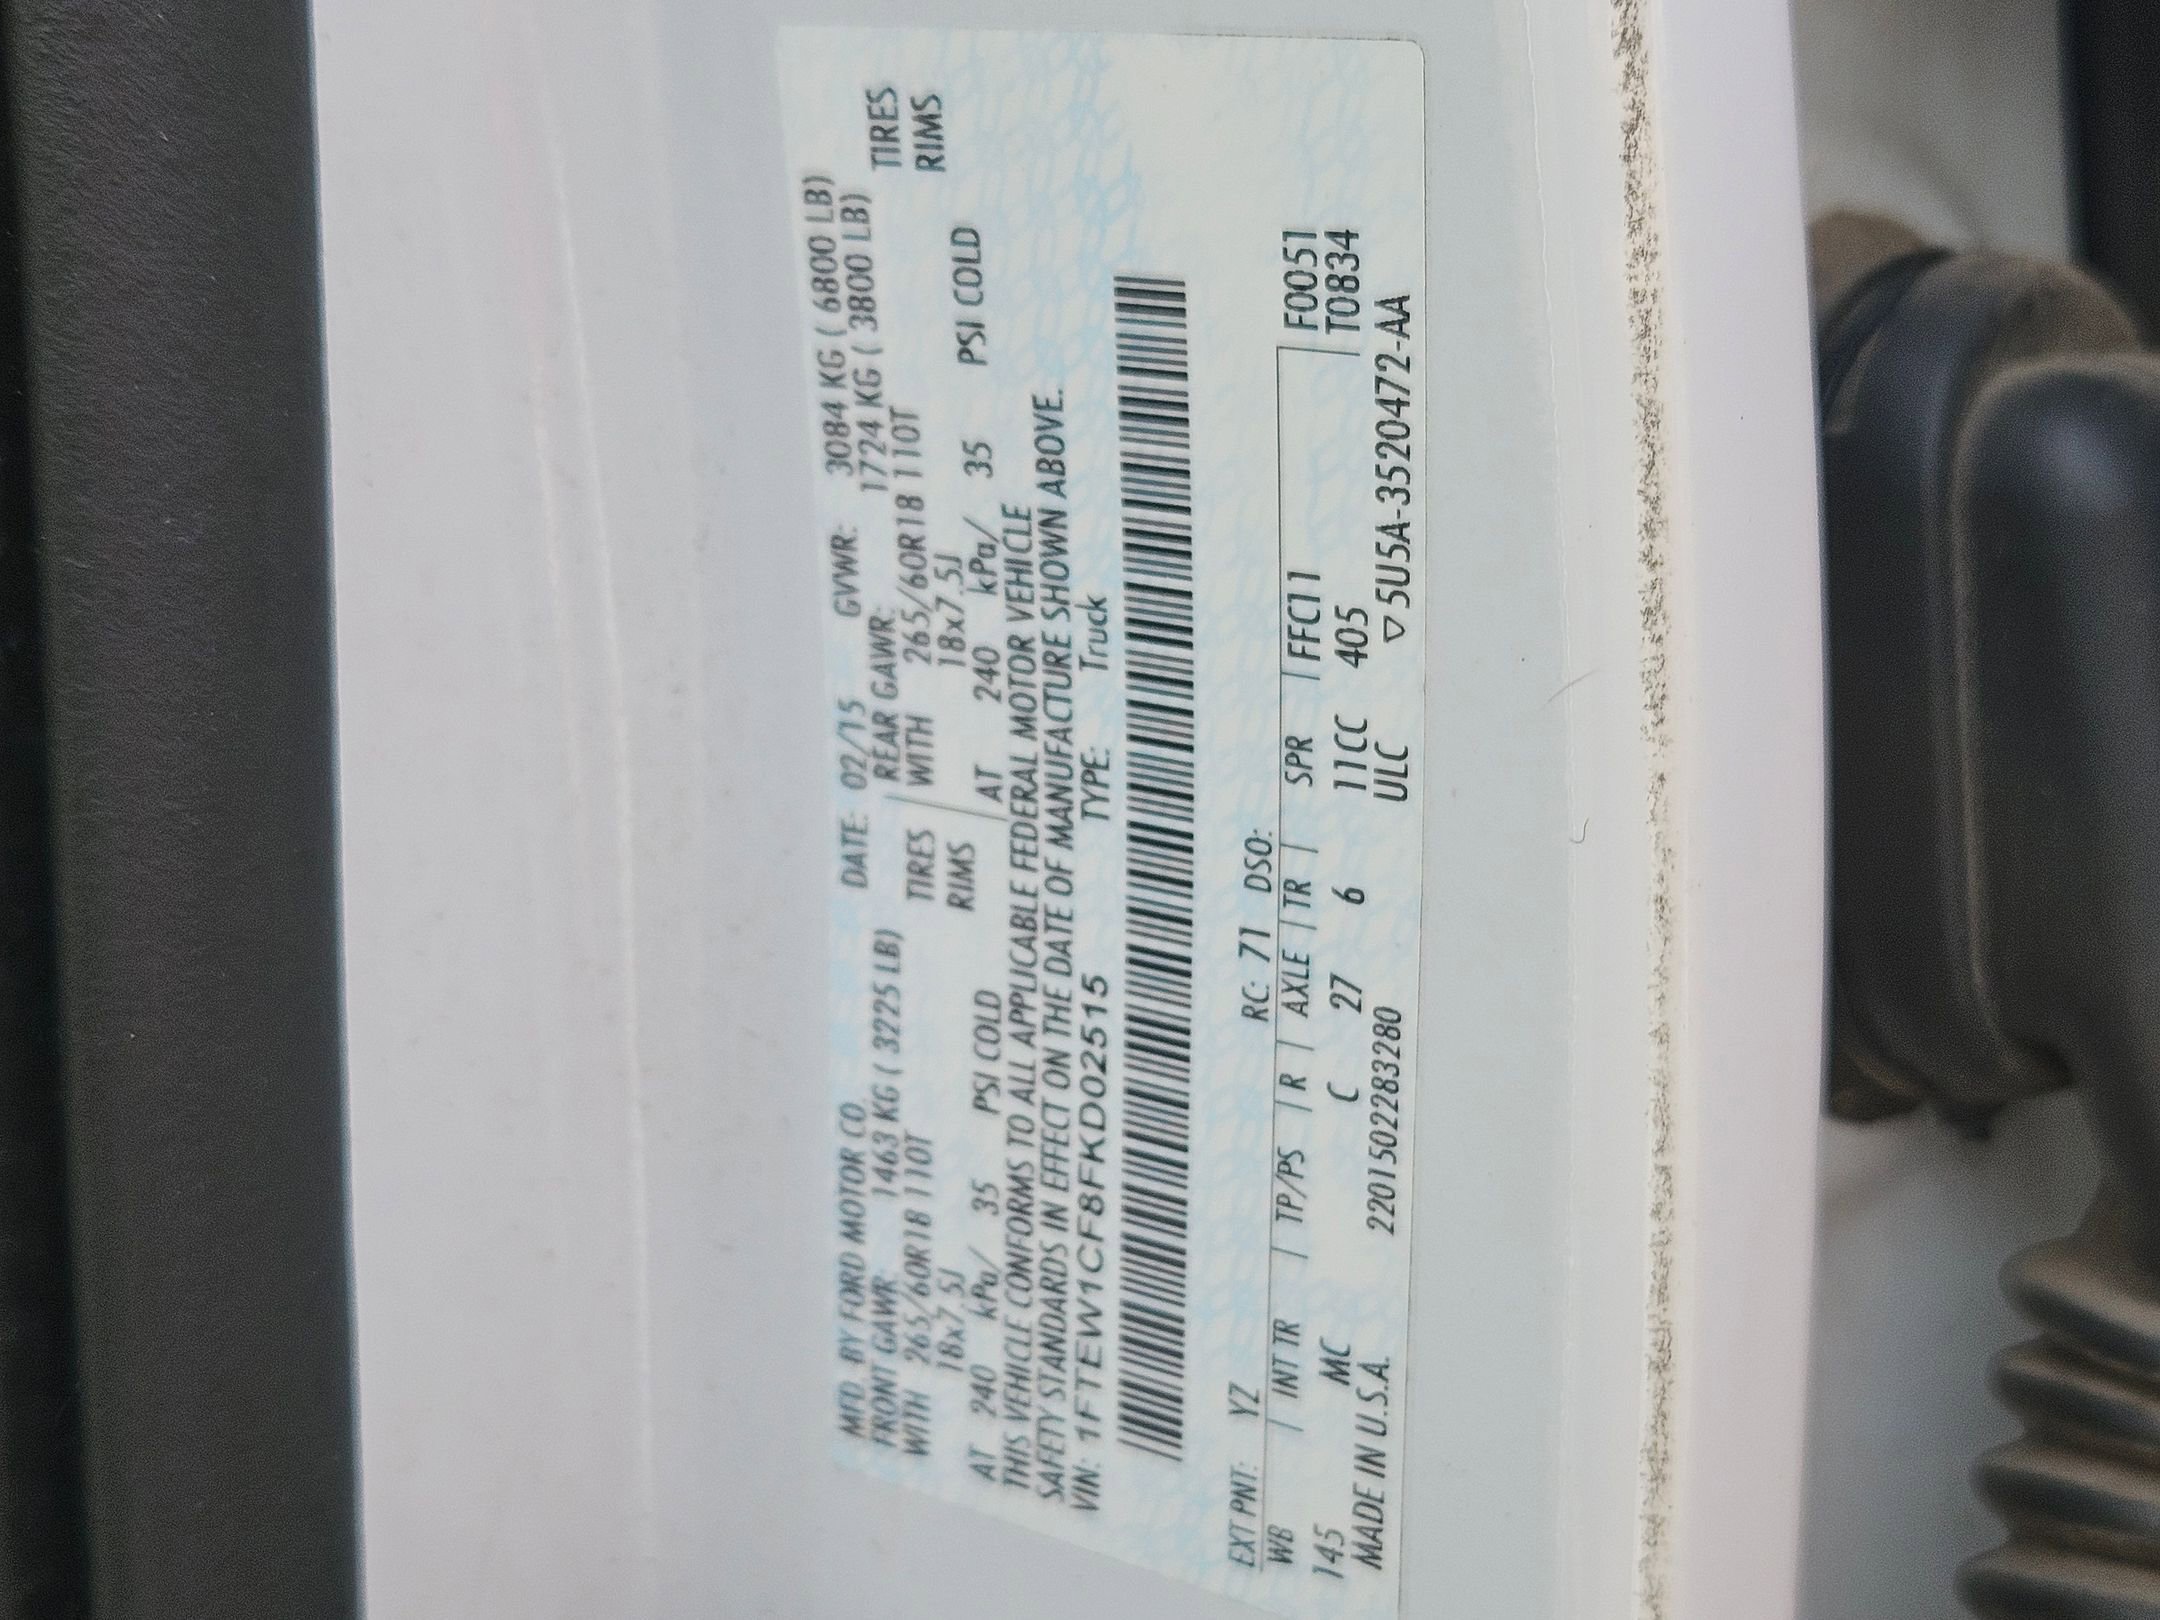 MFD. BY FORD MOTOR CO. DATE: 02/15 GVWR: 3084 KG ( 6800 LB)
FRONT GAWR: 1463 KG ( 3225 LB) REAR GAWR: 1724 KG ( 3800 LB)
WITH 265/60R18 110T TIRES WITH 265/60R18 110T TIRES
18x7.5J RIMS 18x7.5J RIMS
AT 240 kPa/ 35 PSI COLD AT 240 kPa/ 35 PSI COLD
THIS VEHICLE CONFORMS TO ALL APPLICABLE FEDERAL MOTOR VEHICLE
SAFETY STANDARDS IN EFFECT ON THE DATE OF MANUFACTURE SHOWN ABOVE.
VIN: 1FTEW1CF8FKD02515 TYPE: Truck
EXT PNT: YZ RC: 71 DSO:
WB | INT TR | TP/PS | R | AXLE | TR | SPR | FFC11 | F0051
145 MC C 27 6 11CC 405 T0834
MADE IN U.S.A. 2201502283280 ULC ▽5U5A-3520472-AA